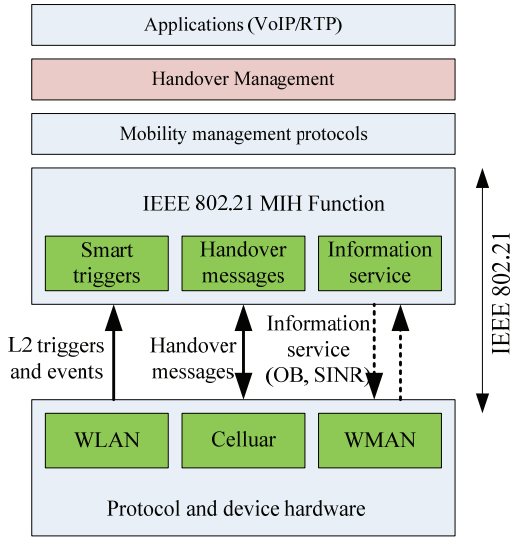 Applications (VoIP/RTP)
Handover Management
Mobility management protocols
IEEE 802.21 MIH Function
Smart
triggers
Handover
messages
Information
service
L2 triggers
and events
Handover
messages
Information
service
(OB, SINR)
IEEE 802.21
WLAN
Celluar
WMAN
Protocol and device hardware